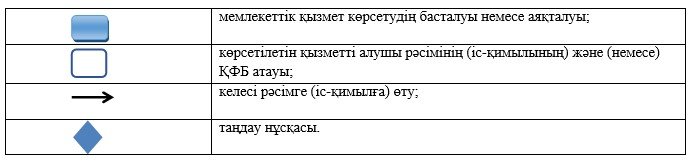 мемлекеттік қызмет көрсетудің басталуы немесе аяқталуы;
көрсетілетін қызметті алушы рәсімінің (іс-қимылының) және (немесе)
ҚФБ атауы;
келесі рәсімге (іс-қимылға) өту;
таңдау нұсқасы.